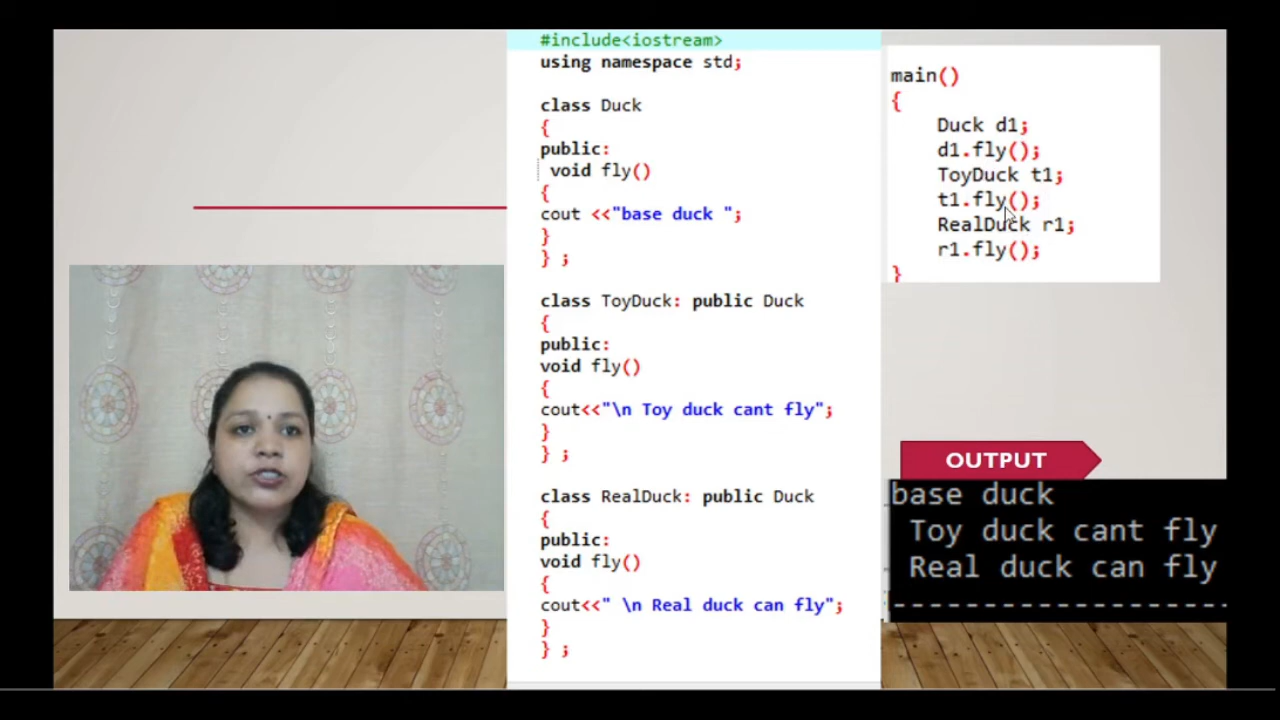 #include<iostream>
using namespace std;
class Duck
{
public:
void fly()
{
cout <<"base duck ";
}
} ;
class ToyDuck: public Duck
{
public:
void fly()
{
cout<<"\n Toy duck cant fly";
}
} ;
class RealDuck: public Duck
{
public:
void fly()
{
cout<<" \n Real duck can fly";
}
} ;
main()
{
Duck d1;
d1.fly();
ToyDuck t1;
t1.fly();
RealDuck r1;
r1.fly();
}
OUTPUT
base duck
Toy duck cant fly
Real duck can fly
--------------------